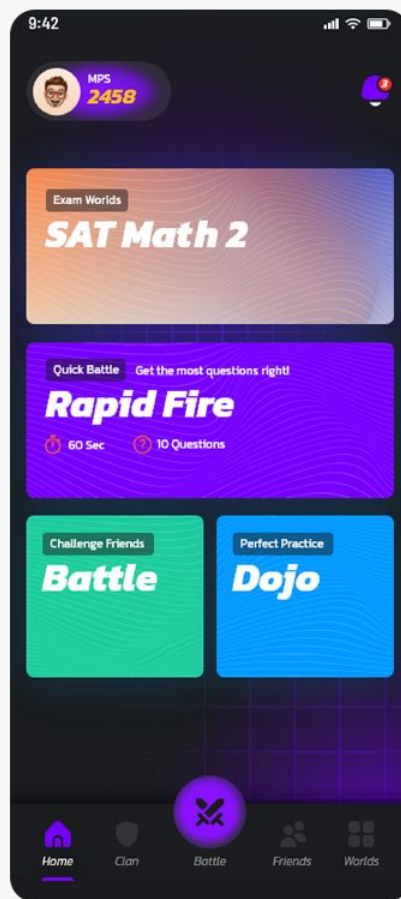 9:42
MPS
2458
3
Exam Worlds
SAT Math 2
Quick Battle Get the most questions right!
Rapid Fire
60 Sec ? 10 Questions
Challenge Friends
Battle
Perfect Practice
Dojo
Home Clan Battle Friends Worlds